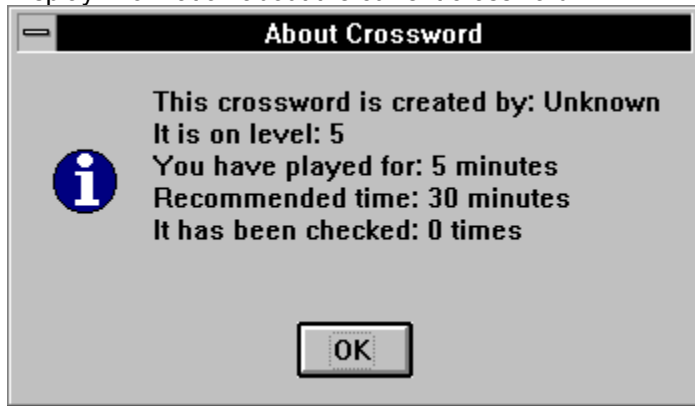 About Crossword
This crossword is created by: Unknown
It is on level: 5
You have played for: 5 minutes
Recommended time: 30 minutes
It has been checked: 0 times
OK